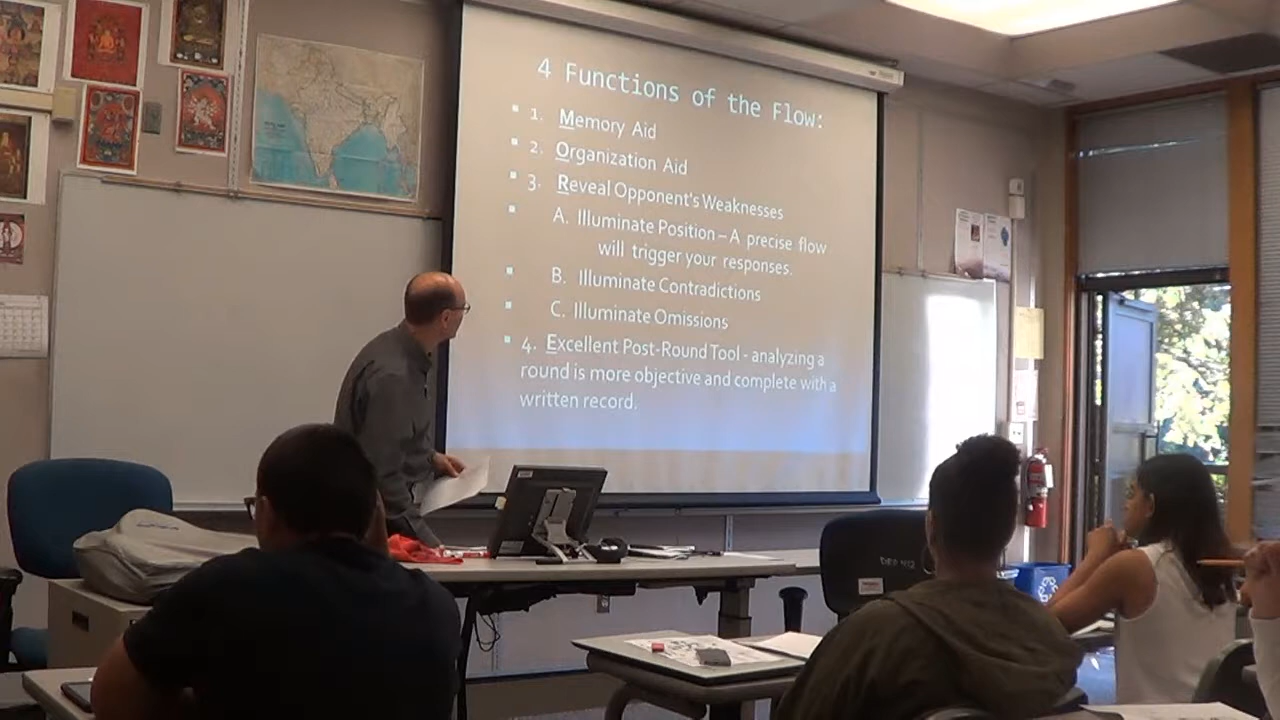 4 Functions of the Flow:
▪ 1. Memory Aid
▪ 2. Organization Aid
▪ 3. Reveal Opponent's Weaknesses
▪ A. Illuminate Position – A precise flow
will trigger your responses.
▪ B. Illuminate Contradictions
▪ C. Illuminate Omissions
▪ 4. Excellent Post-Round Tool - analyzing a
round is more objective and complete with a
written record.